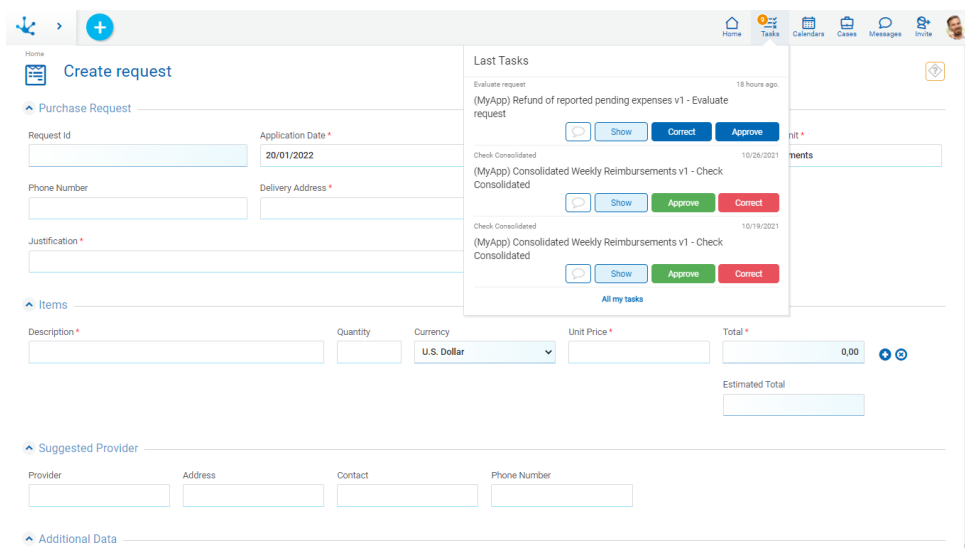 Home
Tasks
Calendars
Cases
Messages
Invite
Home
Create request
Last Tasks
Evaluate request 18 hours ago.
(MyApp) Refund of reported pending expenses v1 - Evaluate
request
Show Correct Approve
Check Consolidated 10/26/2021
(MyApp) Consolidated Weekly Reimbursements v1 - Check
Consolidated
Show Approve Correct
Check Consolidated 10/19/2021
(MyApp) Consolidated Weekly Reimbursements v1 - Check
Consolidated
Show Approve Correct
All my tasks
Purchase Request
Request Id Application Date *
20/01/2022
Phone Number Delivery Address *
Justification *
Items
Description * Quantity Currency Unit Price * Total *
U.S. Dollar 0,00
Estimated Total
Suggested Provider
Provider Address Contact Phone Number
Additional Data